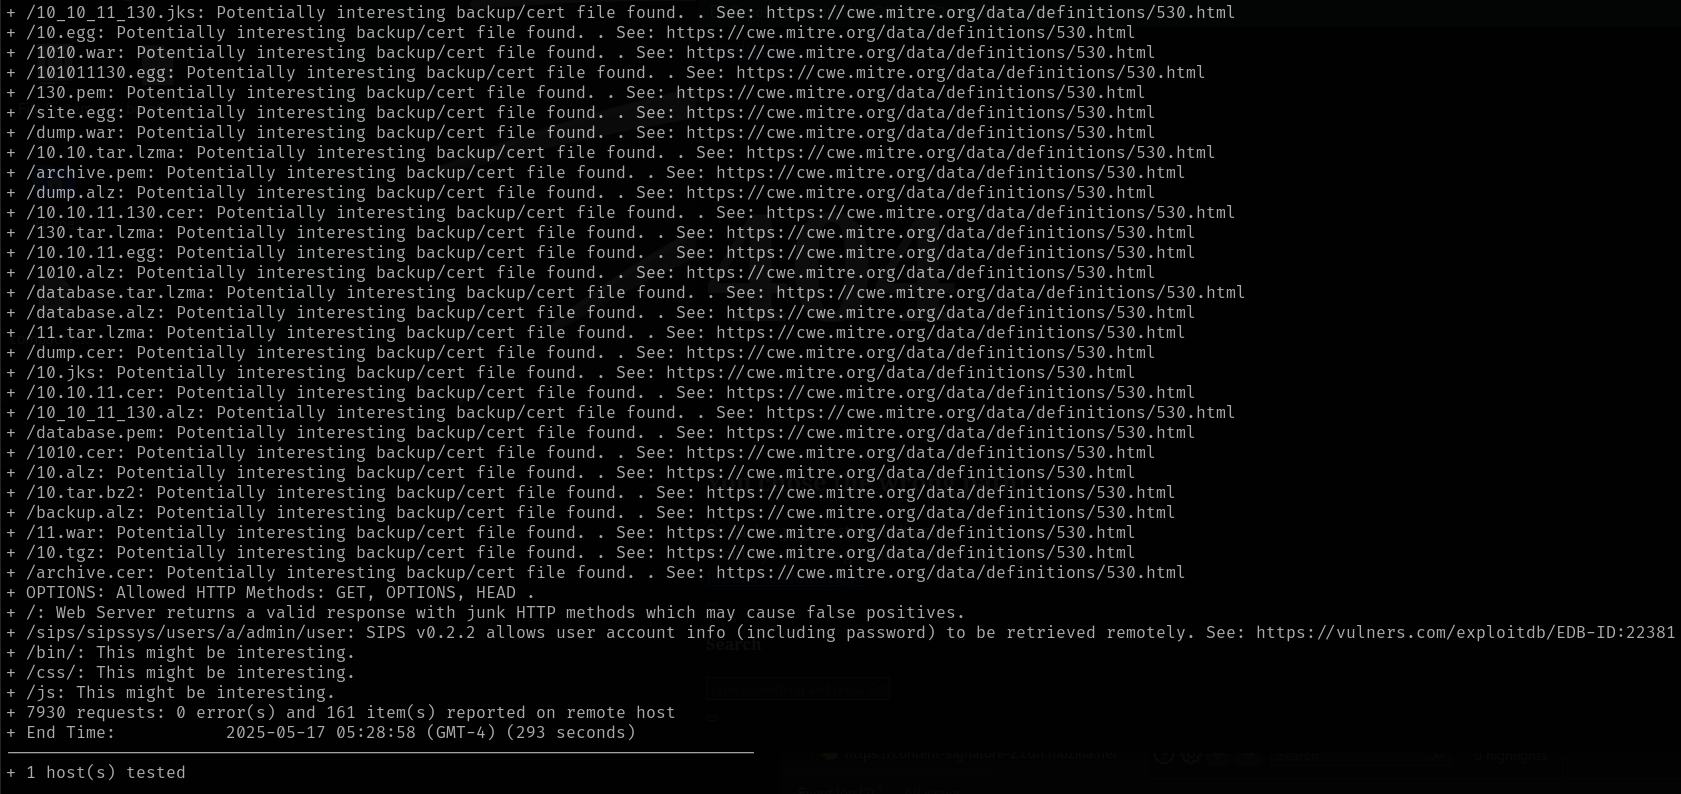 + /10_10_11_130.jks: Potentially interesting backup/cert file found. . See: https://cwe.mitre.org/data/definitions/530.html
+ /10.egg: Potentially interesting backup/cert file found. . See: https://cwe.mitre.org/data/definitions/530.html
+ /1010.war: Potentially interesting backup/cert file found. . See: https://cwe.mitre.org/data/definitions/530.html
+ /101011130.egg: Potentially interesting backup/cert file found. . See: https://cwe.mitre.org/data/definitions/530.html
+ /130.pem: Potentially interesting backup/cert file found. . See: https://cwe.mitre.org/data/definitions/530.html
+ /site.egg: Potentially interesting backup/cert file found. . See: https://cwe.mitre.org/data/definitions/530.html
+ /dump.war: Potentially interesting backup/cert file found. . See: https://cwe.mitre.org/data/definitions/530.html
+ /10.10.tar.lzma: Potentially interesting backup/cert file found. . See: https://cwe.mitre.org/data/definitions/530.html
+ /archive.pem: Potentially interesting backup/cert file found. . See: https://cwe.mitre.org/data/definitions/530.html
+ /dump.alz: Potentially interesting backup/cert file found. . See: https://cwe.mitre.org/data/definitions/530.html
+ /10.10.11.130.cer: Potentially interesting backup/cert file found. . See: https://cwe.mitre.org/data/definitions/530.html
+ /130.tar.lzma: Potentially interesting backup/cert file found. . See: https://cwe.mitre.org/data/definitions/530.html
+ /10.10.11.egg: Potentially interesting backup/cert file found. . See: https://cwe.mitre.org/data/definitions/530.html
+ /1010.alz: Potentially interesting backup/cert file found. . See: https://cwe.mitre.org/data/definitions/530.html
+ /database.tar.lzma: Potentially interesting backup/cert file found. . See: https://cwe.mitre.org/data/definitions/530.html
+ /database.alz: Potentially interesting backup/cert file found. . See: https://cwe.mitre.org/data/definitions/530.html
+ /11.tar.lzma: Potentially interesting backup/cert file found. . See: https://cwe.mitre.org/data/definitions/530.html
+ /dump.cer: Potentially interesting backup/cert file found. . See: https://cwe.mitre.org/data/definitions/530.html
+ /10.jks: Potentially interesting backup/cert file found. . See: https://cwe.mitre.org/data/definitions/530.html
+ /10.10.11.cer: Potentially interesting backup/cert file found. . See: https://cwe.mitre.org/data/definitions/530.html
+ /10_10_11_130.alz: Potentially interesting backup/cert file found. . See: https://cwe.mitre.org/data/definitions/530.html
+ /database.pem: Potentially interesting backup/cert file found. . See: https://cwe.mitre.org/data/definitions/530.html
+ /1010.cer: Potentially interesting backup/cert file found. . See: https://cwe.mitre.org/data/definitions/530.html
+ /10.alz: Potentially interesting backup/cert file found. . See: https://cwe.mitre.org/data/definitions/530.html
+ /10.tar.bz2: Potentially interesting backup/cert file found. . See: https://cwe.mitre.org/data/definitions/530.html
+ /backup.alz: Potentially interesting backup/cert file found. . See: https://cwe.mitre.org/data/definitions/530.html
+ /11.war: Potentially interesting backup/cert file found. . See: https://cwe.mitre.org/data/definitions/530.html
+ /10.tgz: Potentially interesting backup/cert file found. . See: https://cwe.mitre.org/data/definitions/530.html
+ /archive.cer: Potentially interesting backup/cert file found. . See: https://cwe.mitre.org/data/definitions/530.html
+ OPTIONS: Allowed HTTP Methods: GET, OPTIONS, HEAD .
+ /: Web Server returns a valid response with junk HTTP methods which may cause false positives.
+ /sips/sipssys/users/a/admin/user: SIPS v0.2.2 allows user account info (including password) to be retrieved remotely. See: https://vulners.com/exploitdb/EDB-ID:22381
+ /bin/: This might be interesting.
+ /css/: This might be interesting.
+ /js: This might be interesting.
+ 7930 requests: 0 error(s) and 161 item(s) reported on remote host
+ End Time:           2025-05-17 05:28:58 (GMT-4) (293 seconds)
+ 1 host(s) tested